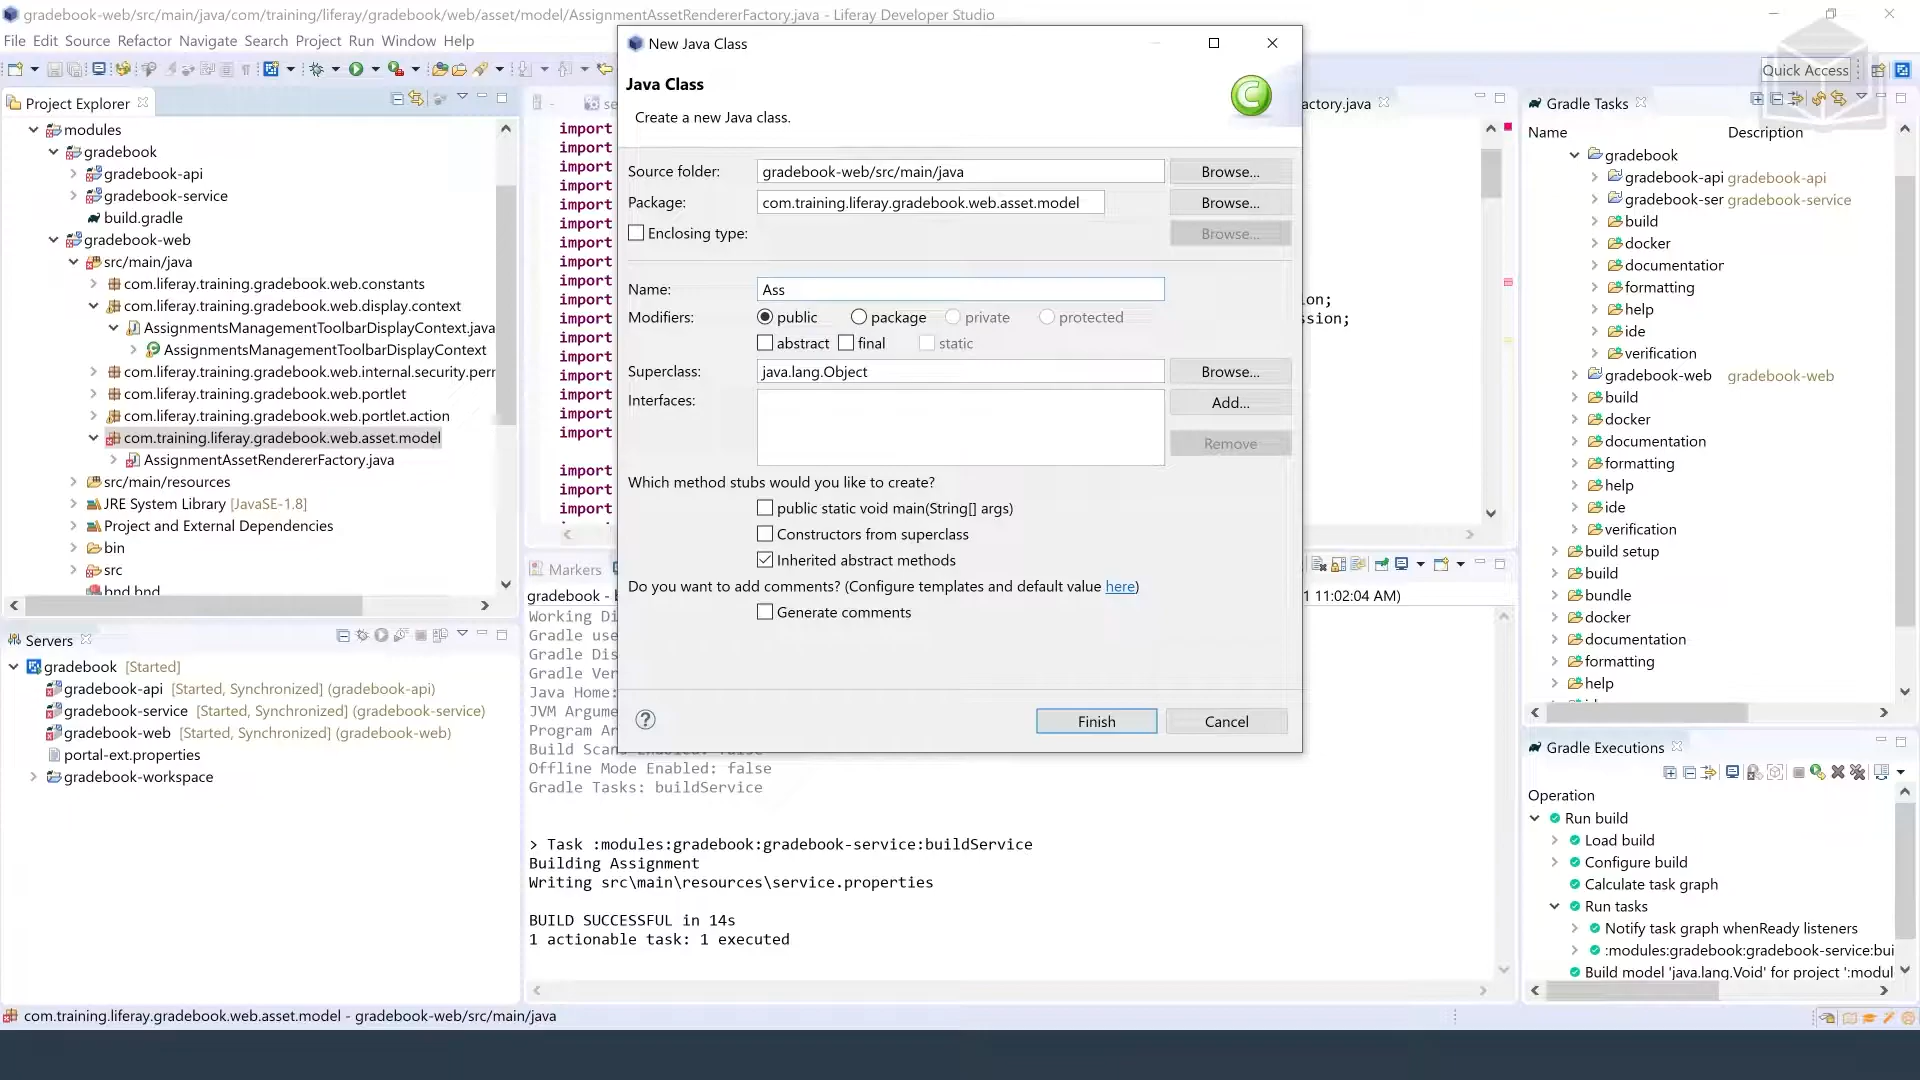 gradebook-web/src/main/java/com/training/liferay/gradebook/web/asset/model/AssignmentAssetRendererFactory.java - Liferay Developer Studio
File Edit Source Refactor Navigate Search Project Run Window Help
Quick Access
Project Explorer
modules
gradebook
gradebook-api
gradebook-service
build.gradle
gradebook-web
src/main/java
com.liferay.training.gradebook.web.constants
com.liferay.training.gradebook.web.display.context
AssignmentsManagementToolbarDisplayContext.java
AssignmentsManagementToolbarDisplayContext
com.liferay.training.gradebook.web.internal.security.perr
com.liferay.training.gradebook.web.portlet
com.liferay.training.gradebook.web.portlet.action
com.training.liferay.gradebook.web.asset.model
AssignmentAssetRendererFactory.java
src/main/resources
JRE System Library [JavaSE-1.8]
Project and External Dependencies
bin
src
bnd.bnd
Servers
gradebook [Started]
gradebook-api [Started, Synchronized] (gradebook-api)
gradebook-service [Started, Synchronized] (gradebook-service)
gradebook-web [Started, Synchronized] (gradebook-web)
portal-ext.properties
gradebook-workspace
se
actory.java
import
import
import
import
import
import
import
import
import
import on;
import ssion;
import
import
import
import
import
import
import
import
New Java Class
Java Class
Create a new Java class.
Source folder: gradebook-web/src/main/java Browse...
Package: com.training.liferay.gradebook.web.asset.model Browse...
Enclosing type: Browse...
Name: Ass
Modifiers: public package private protected
abstract final static
Superclass: java.lang.Object Browse...
Interfaces: Add...
Remove
Which method stubs would you like to create?
public static void main(String[] args)
Constructors from superclass
Inherited abstract methods
Do you want to add comments? (Configure templates and default value here)
Generate comments
Finish Cancel
Markers
gradebook - b 1 11:02:04 AM)
Working Di
Gradle use
Gradle Dis
Gradle Ver
Java Home:
JVM Argume
Program Ar
Build Scans Enabled: false
Offline Mode Enabled: false
Gradle Tasks: buildService
> Task :modules:gradebook:gradebook-service:buildService
Building Assignment
Writing src\main\resources\service.properties
BUILD SUCCESSFUL in 14s
1 actionable task: 1 executed
Gradle Tasks
Name Description
gradebook
gradebook-api gradebook-api
gradebook-ser gradebook-service
build
docker
documentation
formatting
help
ide
verification
gradebook-web gradebook-web
build
docker
documentation
formatting
help
ide
verification
build setup
build
bundle
docker
documentation
formatting
help
Gradle Executions
Operation
Run build
Load build
Configure build
Calculate task graph
Run tasks
Notify task graph whenReady listeners
:modules:gradebook:gradebook-service:bui
Build model 'java.lang.Void' for project ':modul
com.training.liferay.gradebook.web.asset.model - gradebook-web/src/main/java